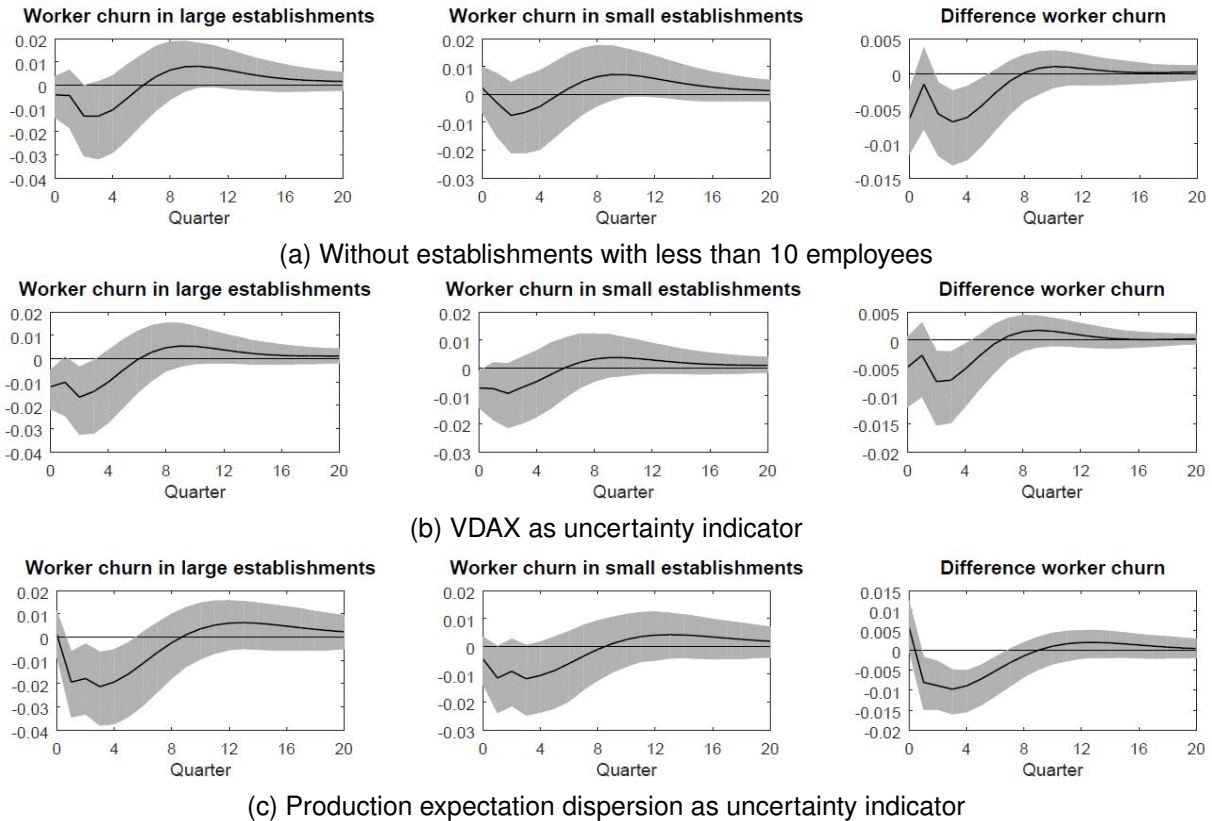 Worker churn in large establishments
0.02
0.01
0
-0.01
-0.02
-0.03
-0.04
0 4 8 12 16 20
Quarter
Worker churn in small establishments
0.02
0.01
0
-0.01
-0.02
-0.03
0 4 8 12 16 20
Quarter
Difference worker churn
0.005
0
-0.005
-0.01
-0.015
0 4 8 12 16 20
Quarter
(a) Without establishments with less than 10 employees
Worker churn in large establishments
0.02
0.01
0
-0.01
-0.02
-0.03
-0.04
0 4 8 12 16 20
Quarter
Worker churn in small establishments
0.02
0.01
0
-0.01
-0.02
-0.03
0 4 8 12 16 20
Quarter
Difference worker churn
0.005
0
-0.005
-0.01
-0.015
-0.02
0 4 8 12 16 20
Quarter
(b) VDAX as uncertainty indicator
Worker churn in large establishments
0.02
0.01
0
-0.01
-0.02
-0.03
-0.04
0 4 8 12 16 20
Quarter
Worker churn in small establishments
0.02
0.01
0
-0.01
-0.02
-0.03
0 4 8 12 16 20
Quarter
Difference worker churn
0.015
0.01
0.005
0
-0.005
-0.01
-0.015
-0.02
0 4 8 12 16 20
Quarter
(c) Production expectation dispersion as uncertainty indicator